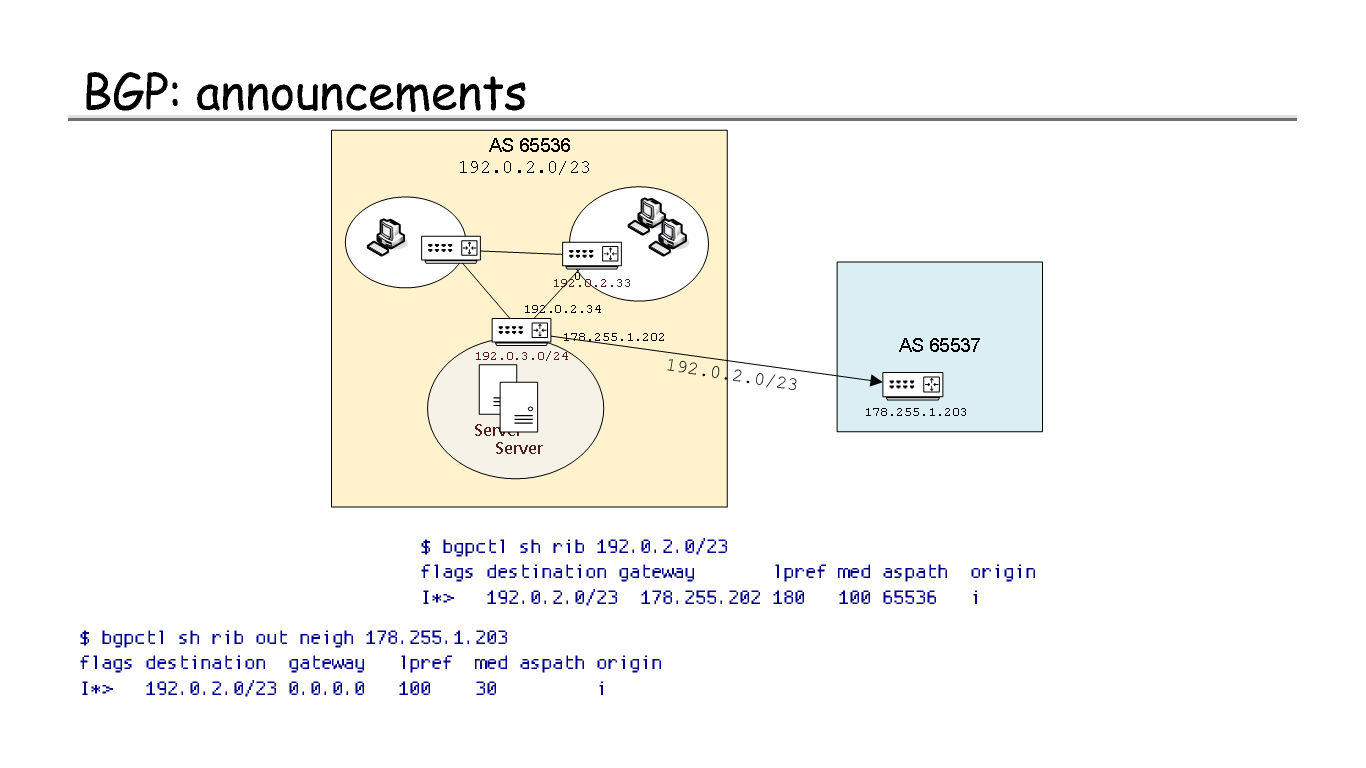 BGP: announcements
AS 65536
192.0.2.0/23
0
192.0.2.33
192.0.2.34
178.255.1.202
192.0.3.0/24
192.0.2.0/23
Server
Server
AS 65537
178.255.1.203
$ bgpctl sh rib 192.0.2.0/23
flags destination gateway lpref med aspath origin
I*> 192.0.2.0/23 178.255.202 180 100 65536 i
$ bgpctl sh rib out neigh 178.255.1.203
flags destination gateway lpref med aspath origin
I*> 192.0.2.0/23 0.0.0.0 100 30 i